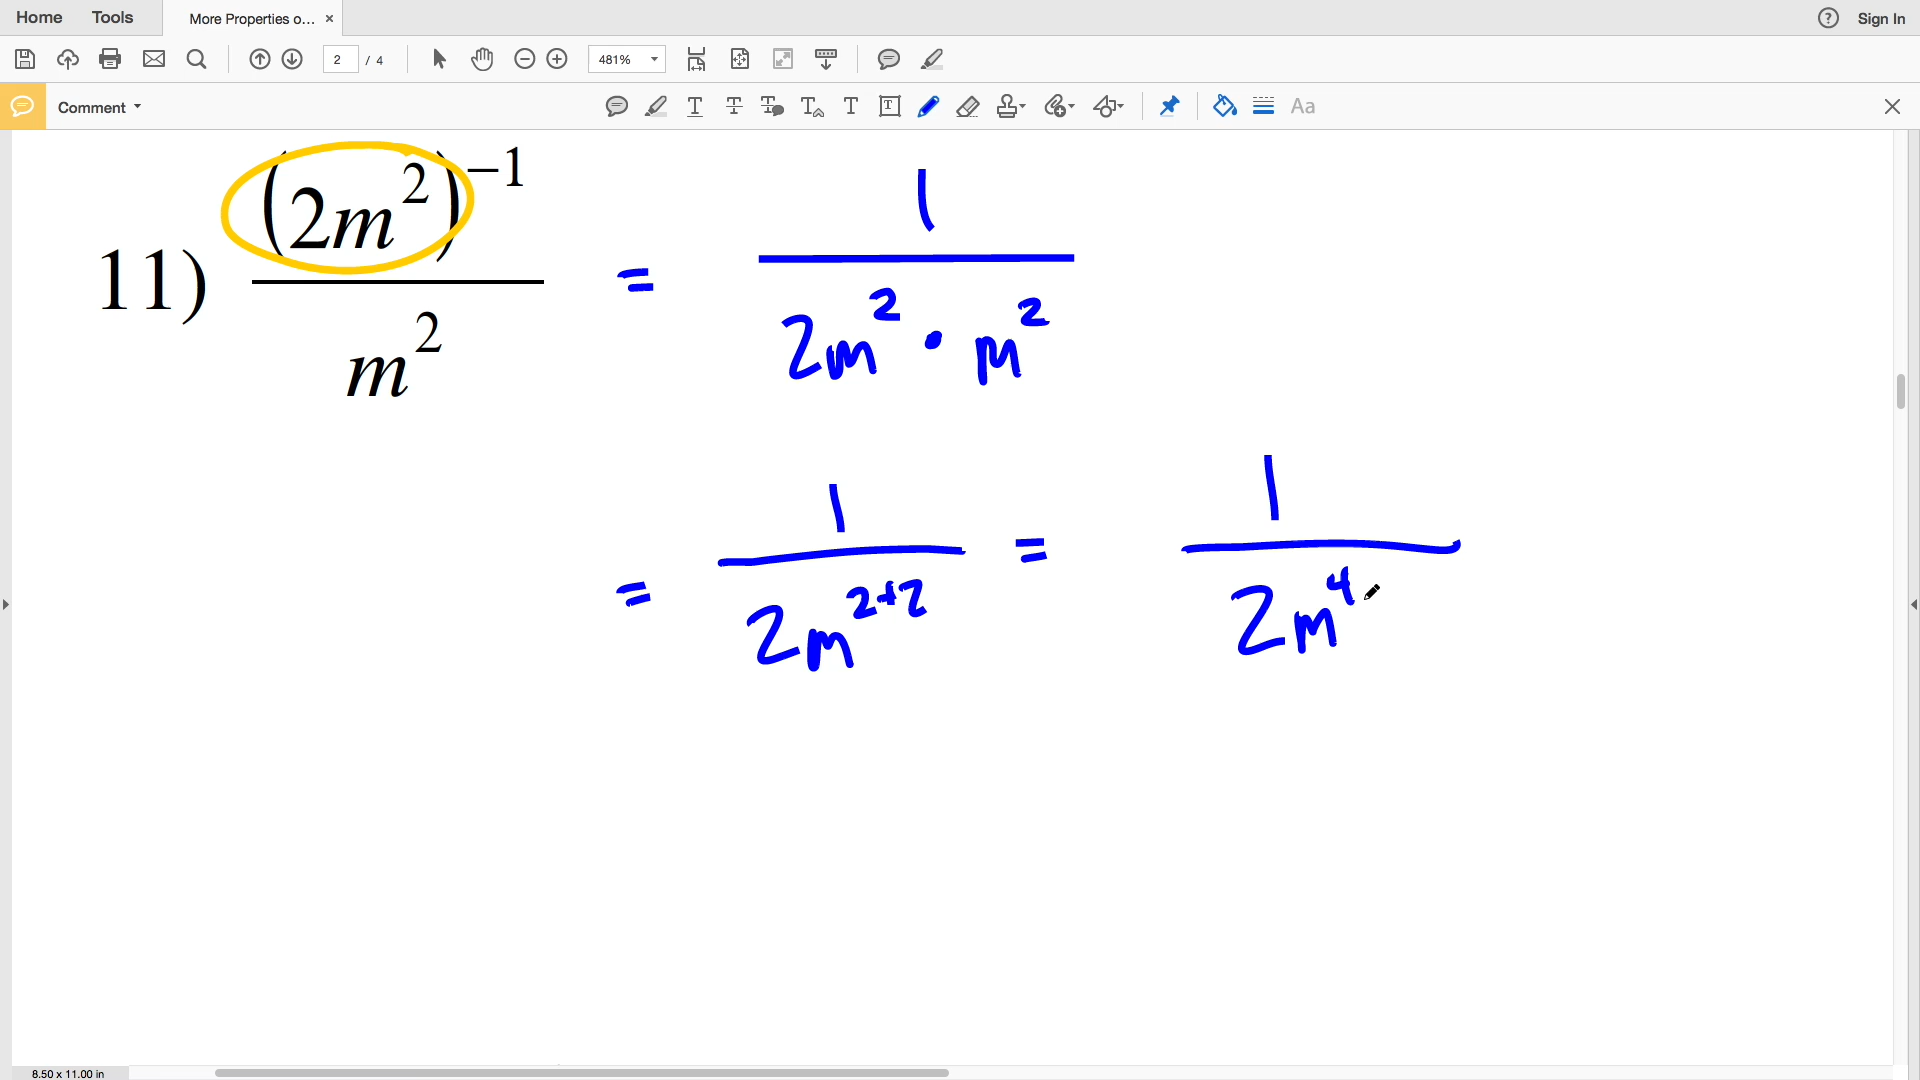 Home Tools More Properties o... × ? Sign In
2 / 4 481%
Comment T T T T T T Aa
11) (2m^2)^-1 / m^2 = 1 / 2m^2 • m^2
= 1 / 2m^2+2 = 1 / 2m^4
8.50 x 11.00 in